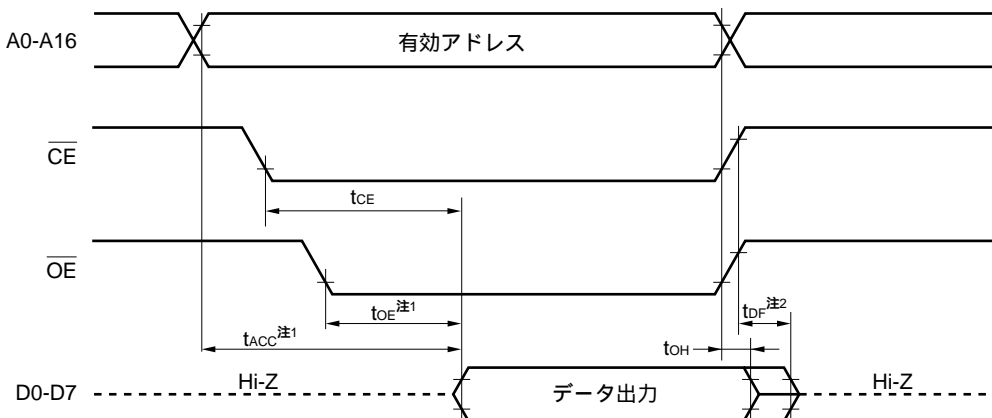 A0-A16
有効アドレス
CE
tCE
OE
tOE注1
tDF注2
tACC注1
tOH
D0-D7
Hi-Z
データ出力
Hi-Z